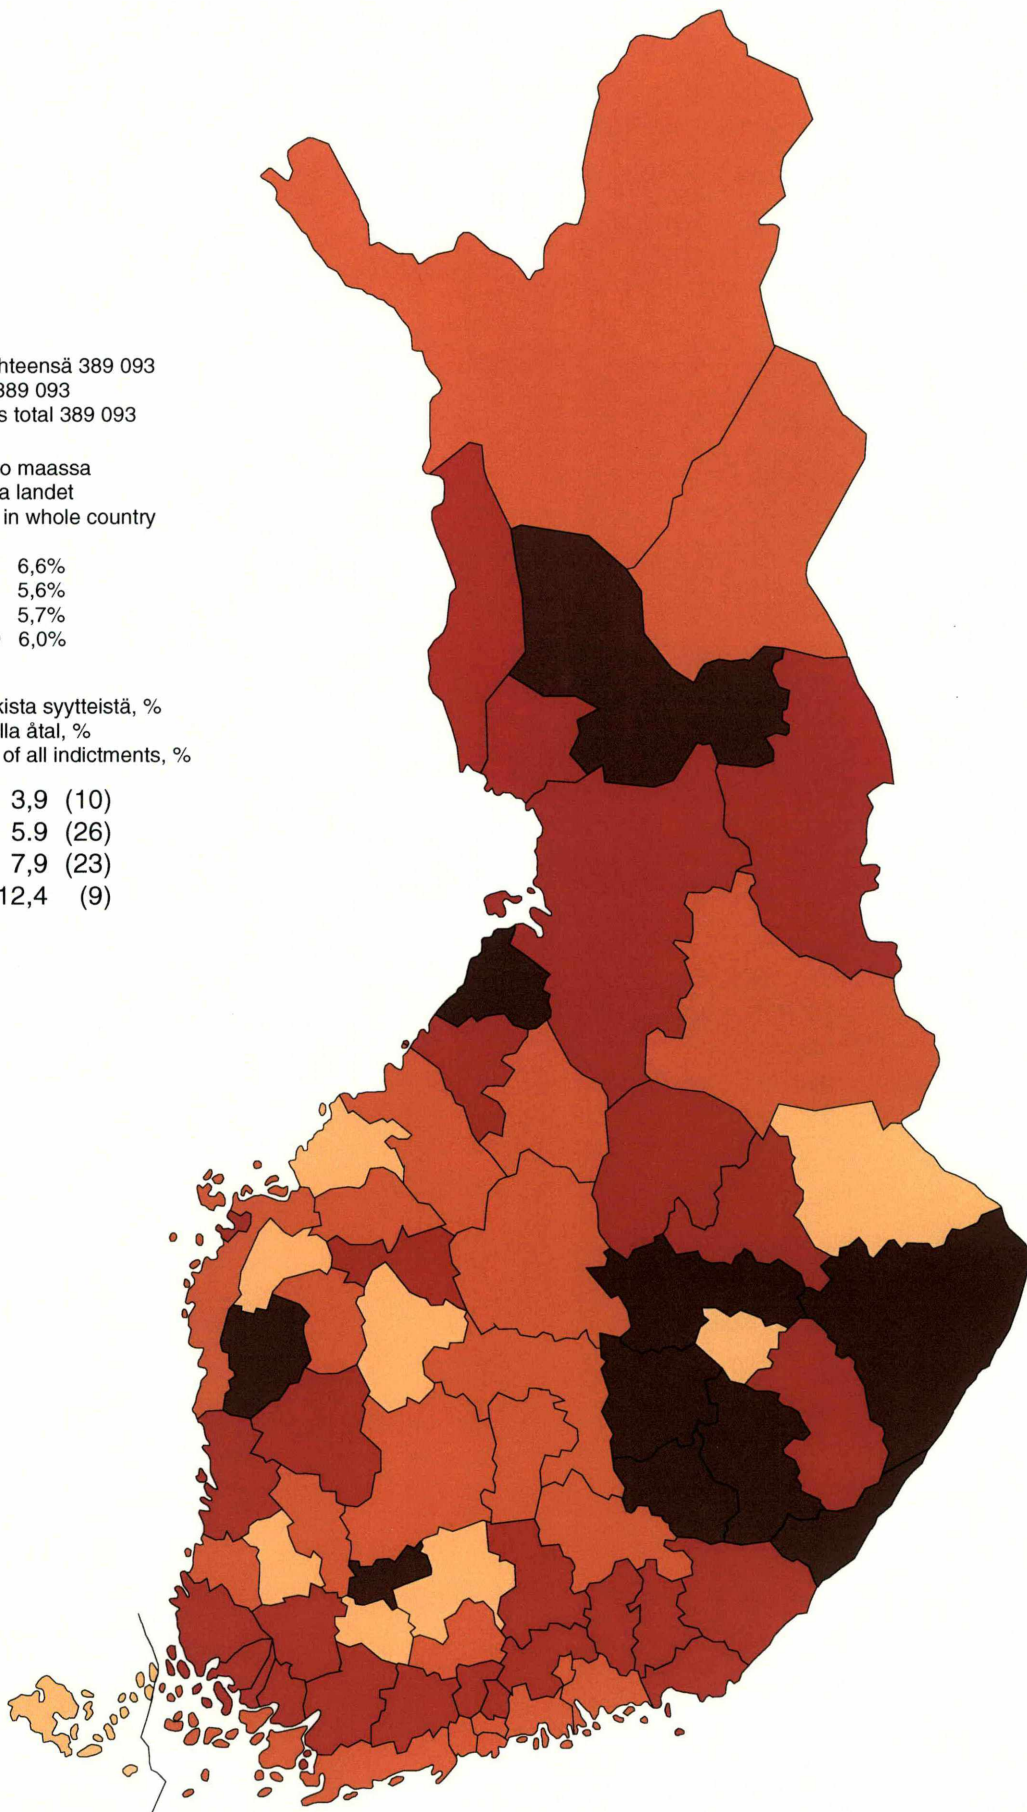 hteensä 389 093
389 093
s total 389 093
o maassa
a landet
in whole country
6,6%
5,6%
5,7%
6,0%
kista syytteistä, %
lla åtal, %
of all indictments, %
3,9 (10)
5.9 (26)
7,9 (23)
12,4 (9)